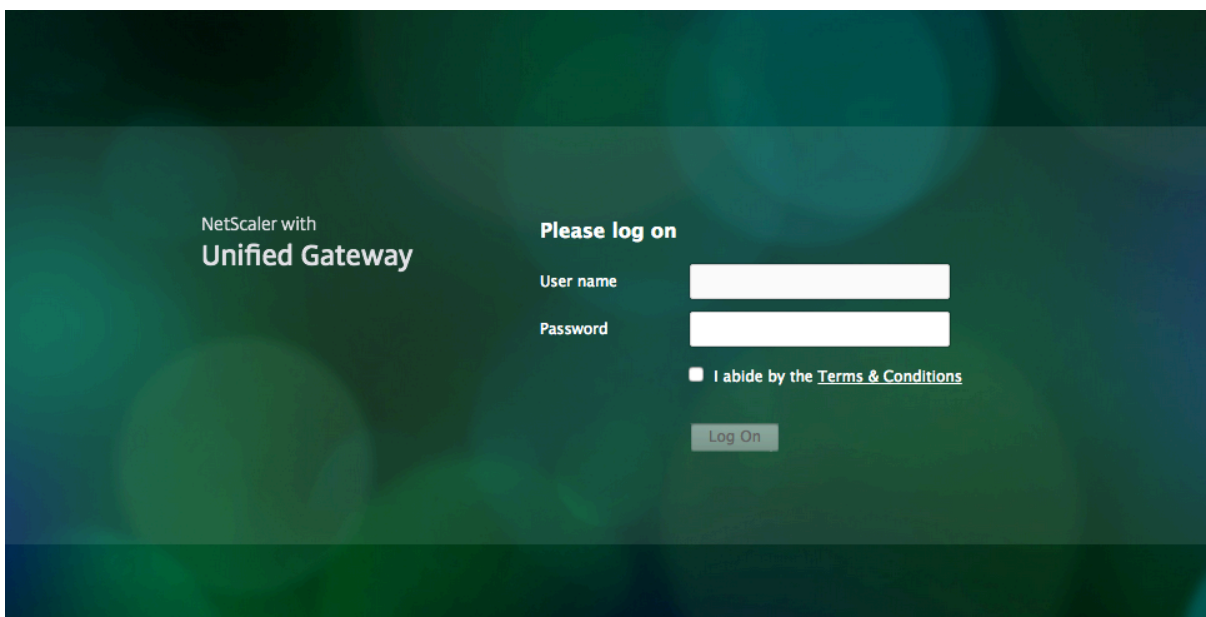 NetScaler with
Unified Gateway
Please log on
User name
Password
I abide by the Terms & Conditions
Log On